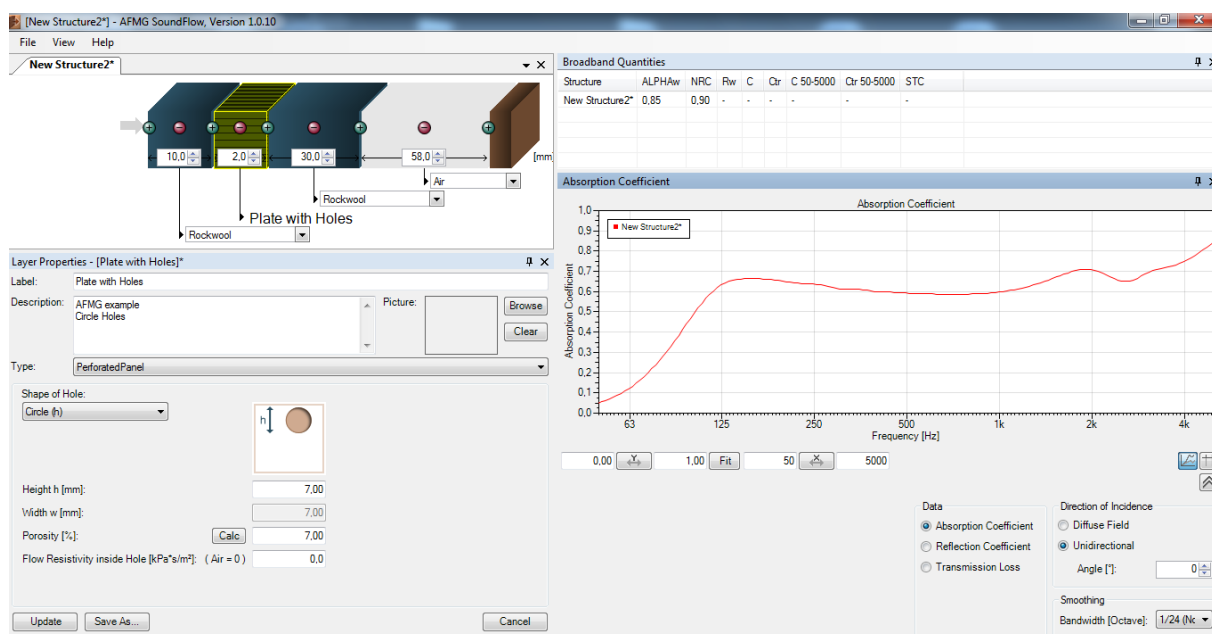 [New Structure2*] - AFMG SoundFlow, Version 1.0.10
File View Help
New Structure2*
10,0 2,0 30,0 58,0 [mm]
Air
Rockwool
Plate with Holes
Rockwool
Layer Properties - [Plate with Holes]*
Label: Plate with Holes
Description: AFMG example
Circle Holes
Picture: Browse
Clear
Type: PerforatedPanel
Shape of Hole:
Circle (h)
h
Height h [mm]: 7,00
Width w [mm]: 7,00
Porosity [%]: Calc 7,00
Flow Resistivity inside Hole [kPa*s/m²]: ( Air = 0 ) 0,0
Update Save As... Cancel
Broadband Quantities
Structure ALPHAw NRC Rw C Ctr C 50-5000 Ctr 50-5000 STC
New Structure2* 0,85 0,90 - - - - - -
Absorption Coefficient
Absorption Coefficient
New Structure2*
Absorption Coefficient
1,0
0,9
0,8
0,7
0,6
0,5
0,4
0,3
0,2
0,1
0,0
63 125 250 500 1k 2k 4k
Frequency [Hz]
0,00 Y 1,00 Fit 50 X 5000
Data
Absorption Coefficient
Reflection Coefficient
Transmission Loss
Direction of Incidence
Diffuse Field
Unidirectional
Angle [°]: 0
Smoothing
Bandwidth [Octave]: 1/24 (Nc